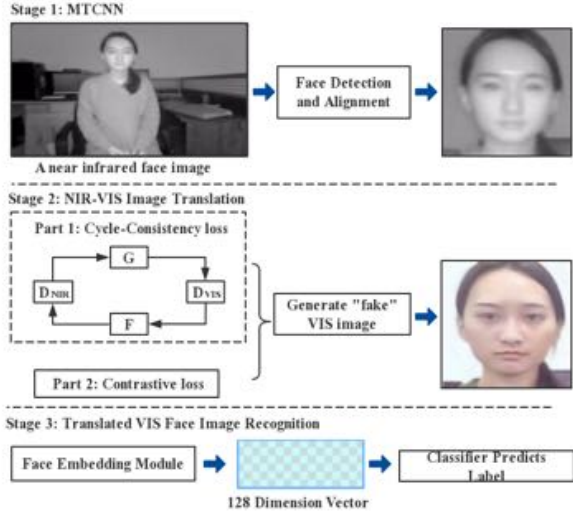 Stage 1: MTCNN
Face Detection
and Alignment
A near infrared face image
Stage 2: NIR-VIS Image Translation
Part 1: Cycle-Consistency loss
G
DNIR
DVIS
F
Generate "fake"
VIS image
Part 2: Contrastive loss
Stage 3: Translated VIS Face Image Recognition
Face Embedding Module
Classifier Predicts
Label
128 Dimension Vector